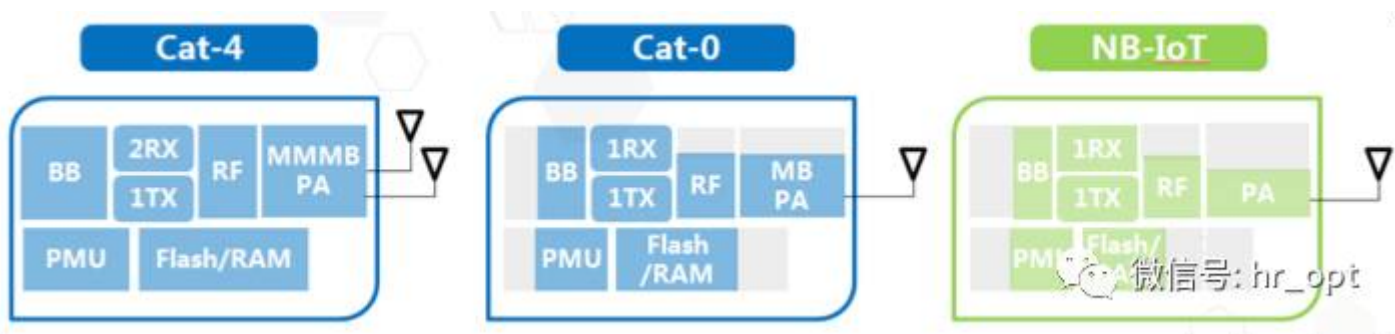 Cat-4
Cat-0
NB-IoT
BB
2RX
1TX
RF
MMMB
PA
PMU
Flash/RAM
BB
1RX
1TX
RF
MB
PA
PMU
Flash
/RAM
BB
1RX
1TX
RF
PA
Flash/
微信号: hr_opt